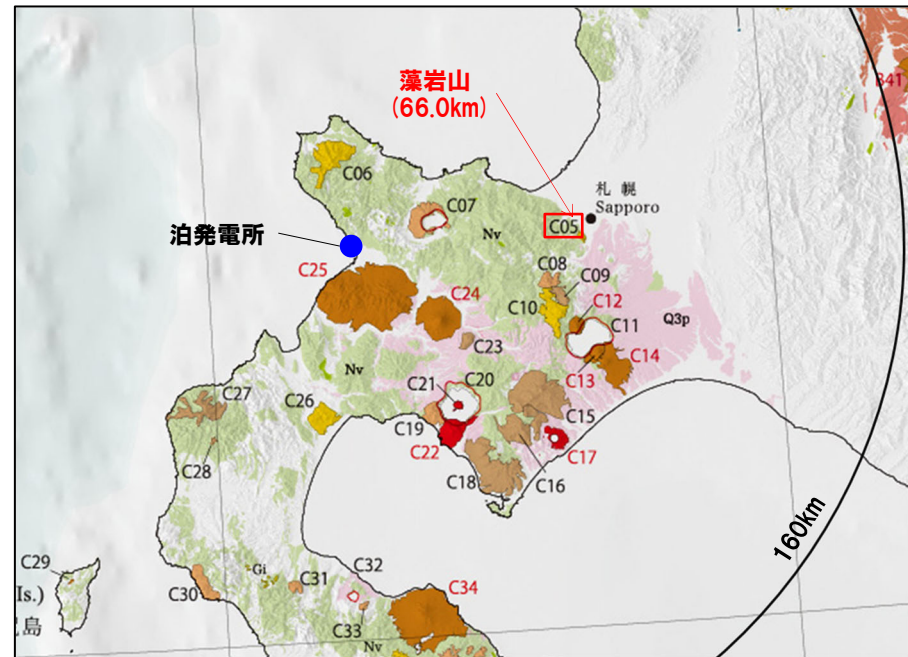 藻岩山
(66.0km)
B41
C06
札幌
Sapporo
C07
Nv
C05
泊発電所
C25
C08
C09
C24
C10
C12
C11
Q3p
C23
C14
Nv
C13
C21
C20
C27
C26
C15
C19
C22
C17
C28
C18
C16
160km
C29
C32
Gi
C31
C34
Is.)
C30
C33
島
Nv